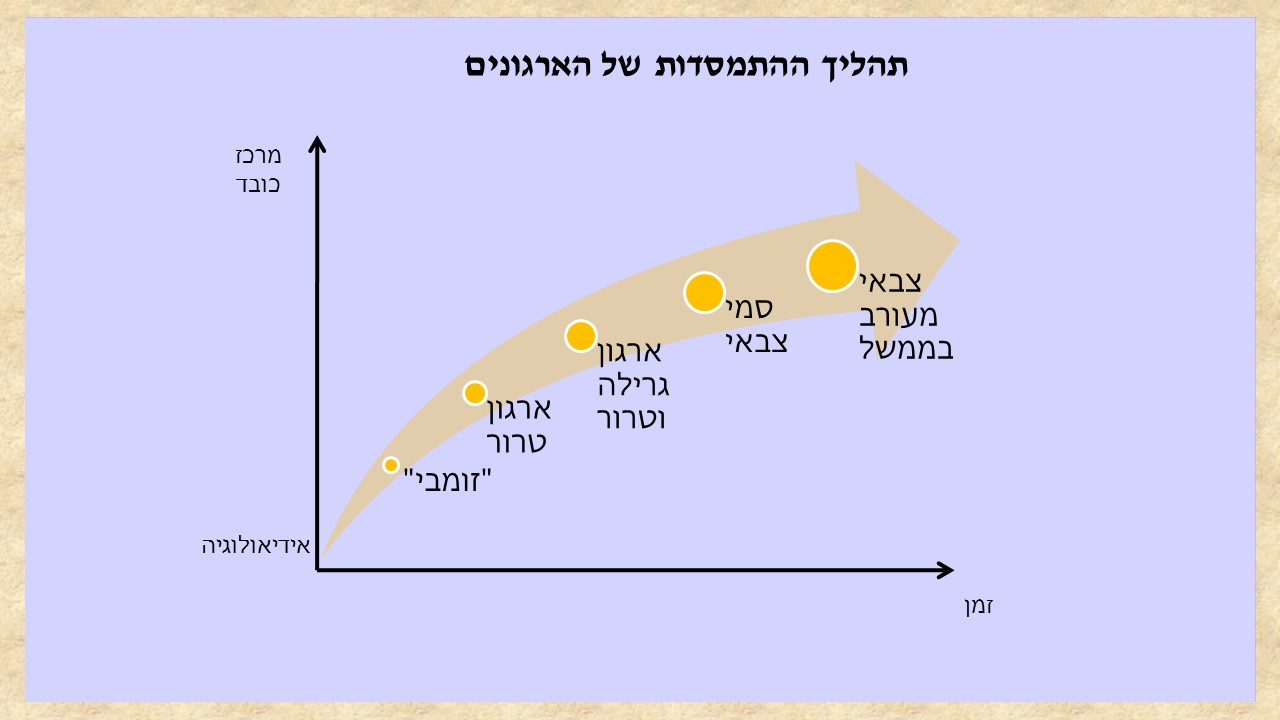 תהליך ההתמסדות של הארגונים
מרכז
כובד
צבאי
מעורב
בממשל
סמי
צבאי
ארגון
גרילה
וטרור
ארגון
טרור
"זומבי"
אידיאולוגיה
זמן